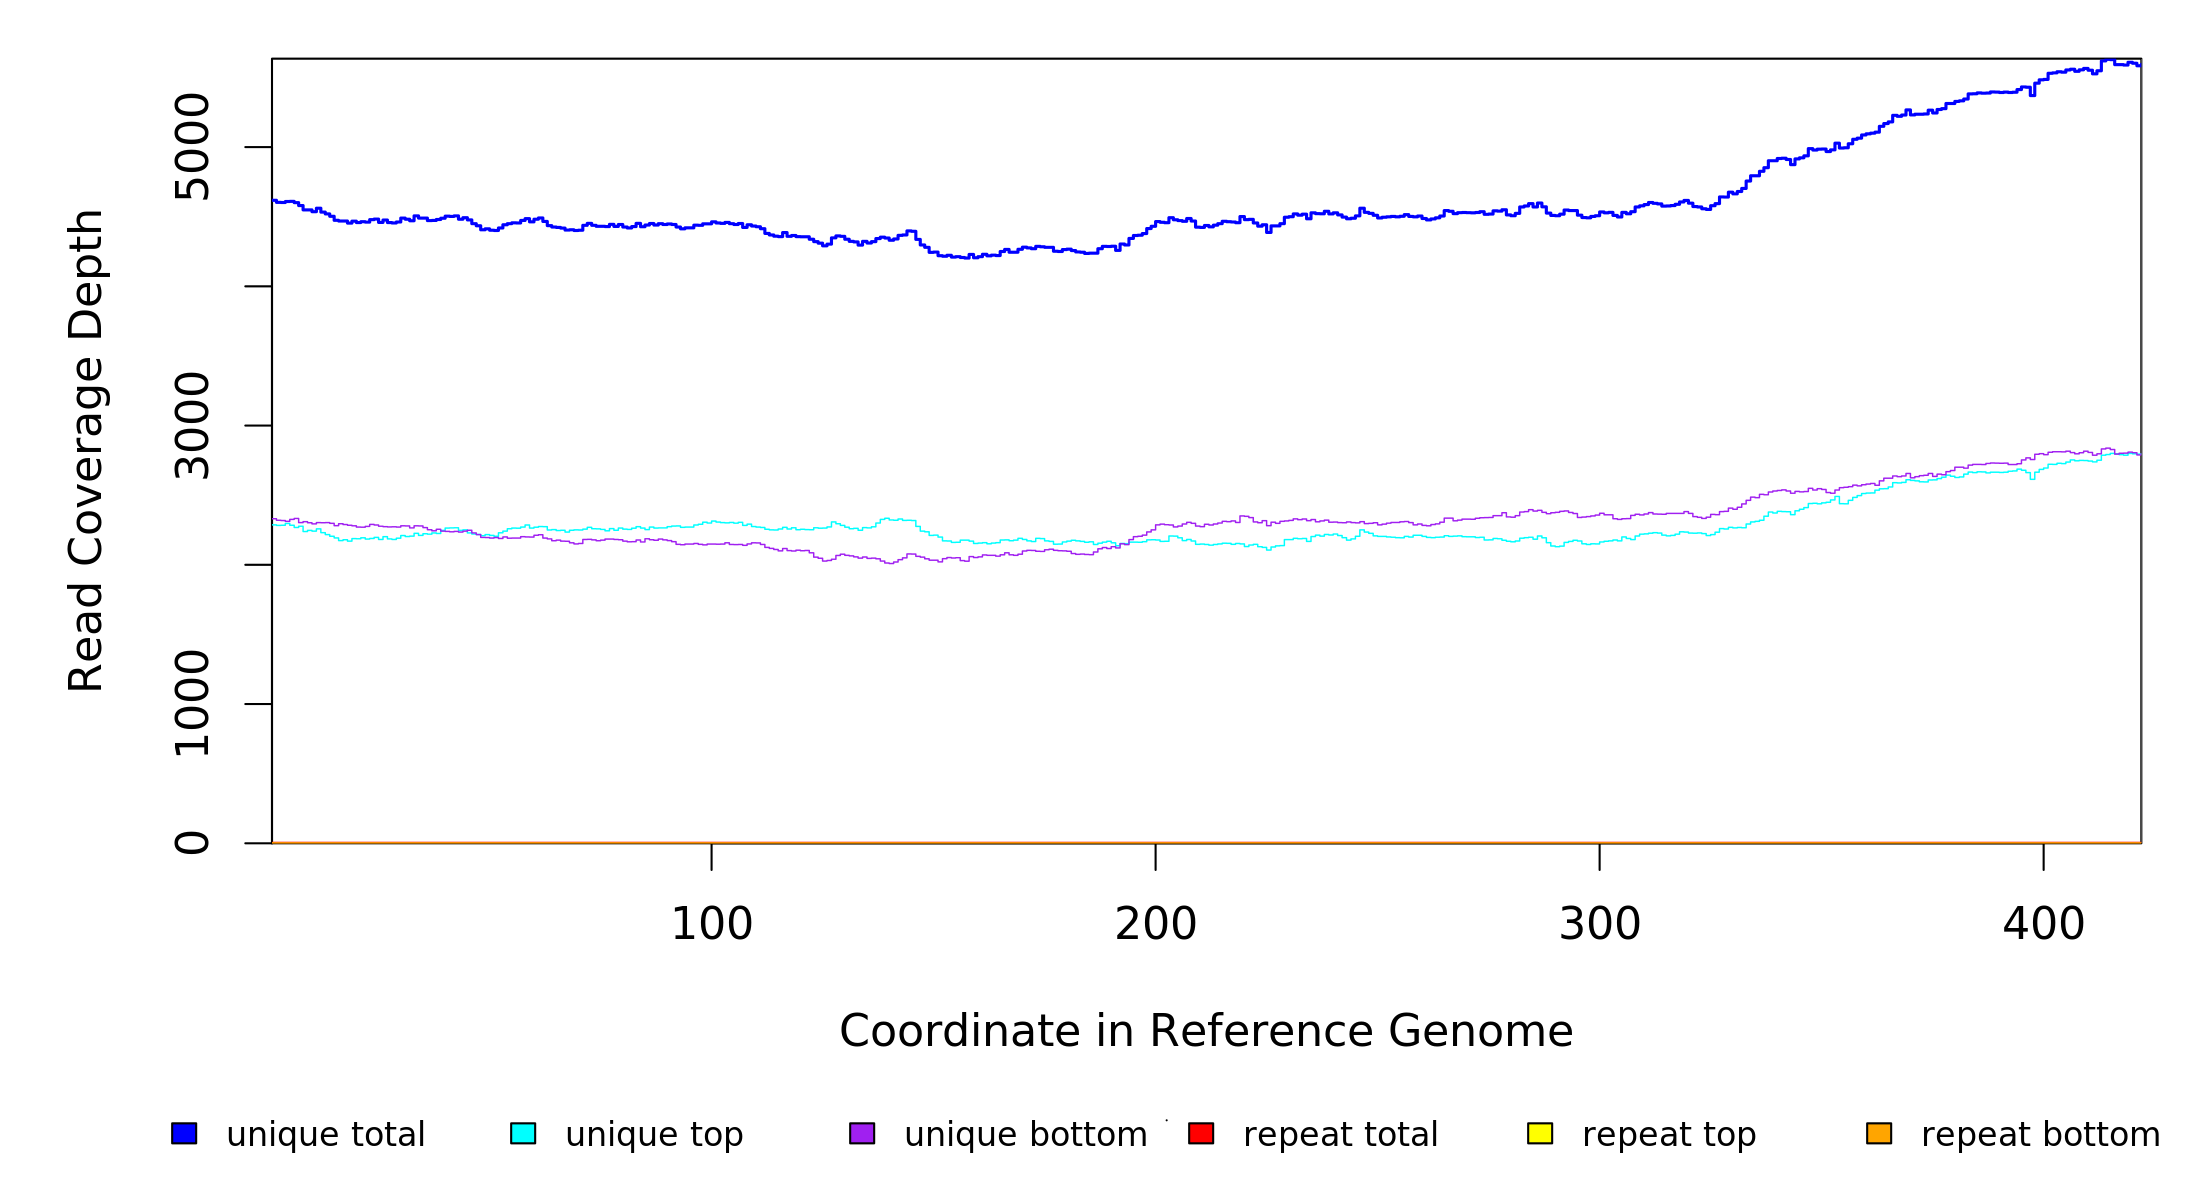 Read Coverage Depth
5000
3000
1000
0
100 200 300 400
Coordinate in Reference Genome
unique total unique top unique bottom repeat total repeat top repeat bottom